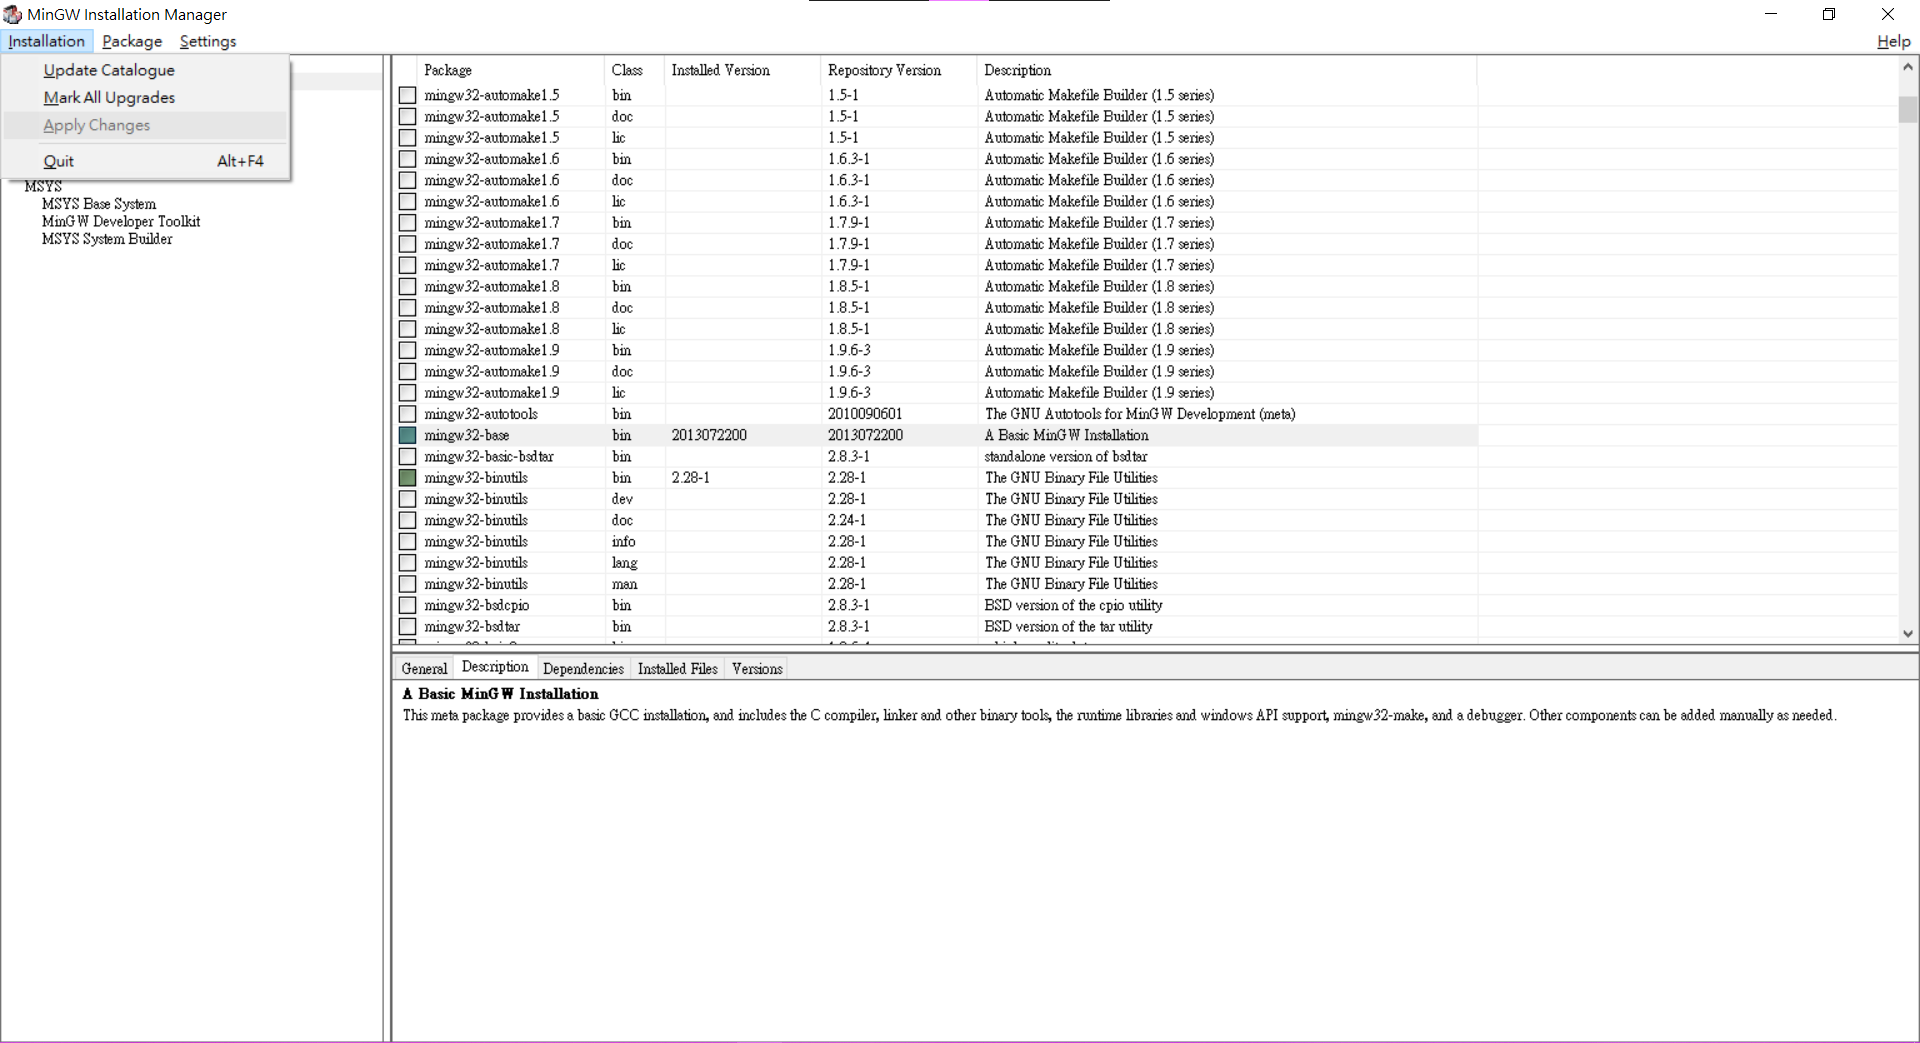 MinGW Installation Manager
Installation Package Settings Help
Update Catalogue
Mark All Upgrades
Apply Changes
Quit Alt+F4
MSYS
MSYS Base System
MinGW Developer Toolkit
MSYS System Builder
Package Class Installed Version Repository Version Description
mingw32-automake1.5 bin 1.5-1 Automatic Makefile Builder (1.5 series)
mingw32-automake1.5 doc 1.5-1 Automatic Makefile Builder (1.5 series)
mingw32-automake1.5 lic 1.5-1 Automatic Makefile Builder (1.5 series)
mingw32-automake1.6 bin 1.6.3-1 Automatic Makefile Builder (1.6 series)
mingw32-automake1.6 doc 1.6.3-1 Automatic Makefile Builder (1.6 series)
mingw32-automake1.6 lic 1.6.3-1 Automatic Makefile Builder (1.6 series)
mingw32-automake1.7 bin 1.7.9-1 Automatic Makefile Builder (1.7 series)
mingw32-automake1.7 doc 1.7.9-1 Automatic Makefile Builder (1.7 series)
mingw32-automake1.7 lic 1.7.9-1 Automatic Makefile Builder (1.7 series)
mingw32-automake1.8 bin 1.8.5-1 Automatic Makefile Builder (1.8 series)
mingw32-automake1.8 doc 1.8.5-1 Automatic Makefile Builder (1.8 series)
mingw32-automake1.8 lic 1.8.5-1 Automatic Makefile Builder (1.8 series)
mingw32-automake1.9 bin 1.9.6-3 Automatic Makefile Builder (1.9 series)
mingw32-automake1.9 doc 1.9.6-3 Automatic Makefile Builder (1.9 series)
mingw32-automake1.9 lic 1.9.6-3 Automatic Makefile Builder (1.9 series)
mingw32-autotools bin 2010090601 The GNU Autotools for MinGW Development (meta)
mingw32-base bin 2013072200 2013072200 A Basic MinGW Installation
mingw32-basic-bsdtar bin 2.8.3-1 standalone version of bsdtar
mingw32-binutils bin 2.28-1 2.28-1 The GNU Binary File Utilities
mingw32-binutils dev 2.28-1 The GNU Binary File Utilities
mingw32-binutils doc 2.24-1 The GNU Binary File Utilities
mingw32-binutils info 2.28-1 The GNU Binary File Utilities
mingw32-binutils lang 2.28-1 The GNU Binary File Utilities
mingw32-binutils man 2.28-1 The GNU Binary File Utilities
mingw32-bsdcpio bin 2.8.3-1 BSD version of the cpio utility
mingw32-bsdtar bin 2.8.3-1 BSD version of the tar utility
General Description Dependencies Installed Files Versions
A Basic MinGW Installation
This meta package provides a basic GCC installation, and includes the C compiler, linker and other binary tools, the runtime libraries and windows API support, mingw32-make, and a debugger. Other components can be added manually as needed.